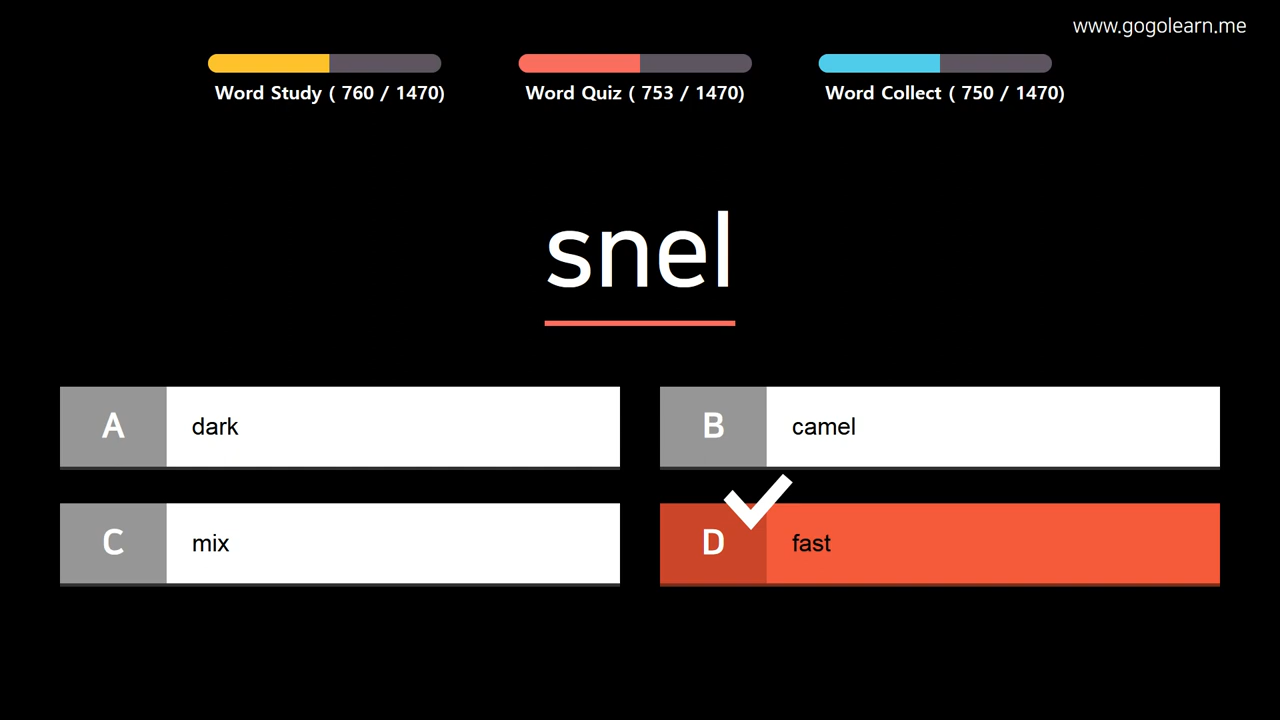 www.gogolearn.me
Word Study ( 760 / 1470)
Word Quiz ( 753 / 1470)
Word Collect ( 750 / 1470)
snel
A dark
B camel
C mix
D fast